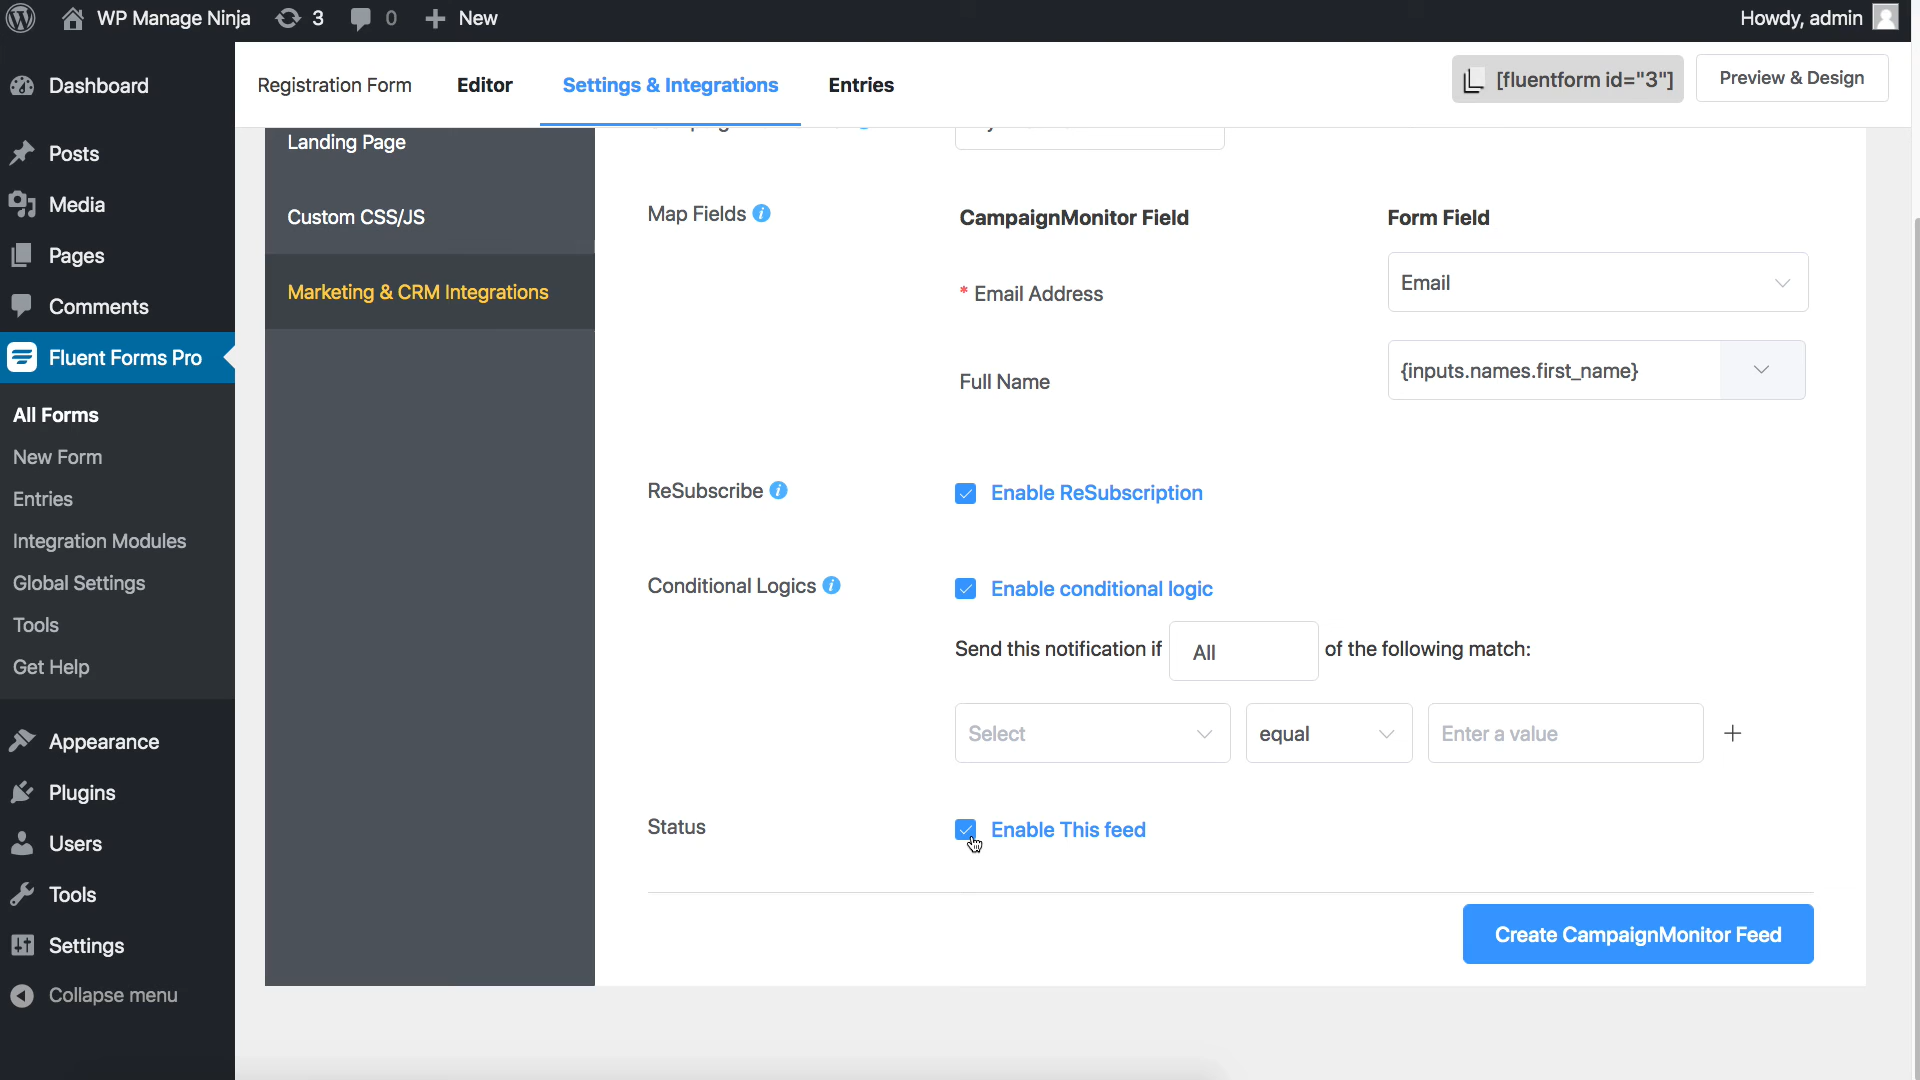 WP Manage Ninja 3 0 New Howdy, admin
Dashboard
Posts
Media
Pages
Comments
Fluent Forms Pro
All Forms
New Form
Entries
Integration Modules
Global Settings
Tools
Get Help
Appearance
Plugins
Users
Tools
Settings
Collapse menu
Registration Form Editor Settings & Integrations Entries [fluentform id="3"] Preview & Design
Landing Page
Custom CSS/JS
Marketing & CRM Integrations
Map Fields CampaignMonitor Field Form Field
* Email Address Email
Full Name {inputs.names.first_name}
ReSubscribe Enable ReSubscription
Conditional Logics Enable conditional logic
Send this notification if All of the following match:
Select equal Enter a value
Status Enable This feed
Create CampaignMonitor Feed